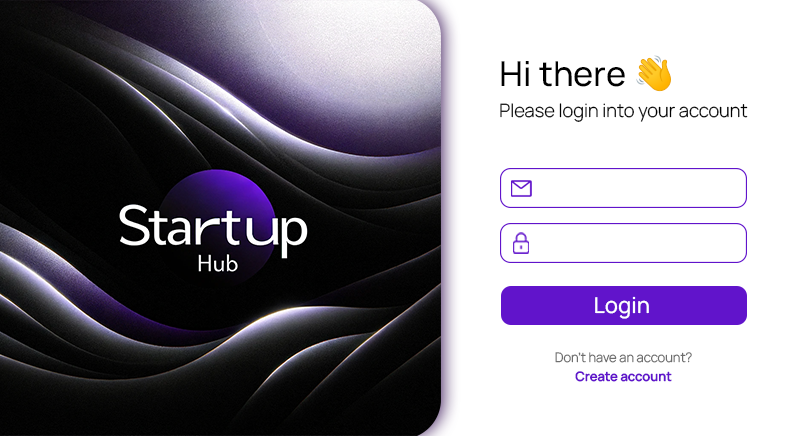 Startup
Hub
Hi there 👋
Please login into your account
Login
Don't have an account?
Create account